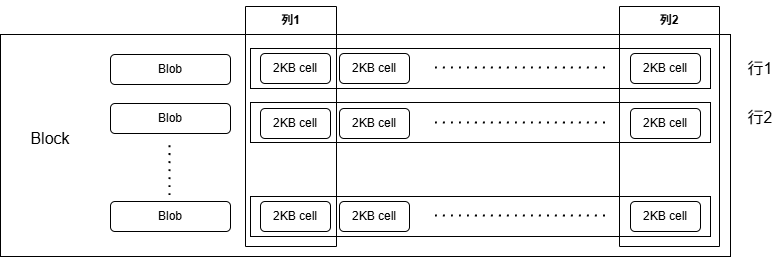 列1 列2
Blob 2KB cell 2KB cell 2KB cell 行1
Blob 2KB cell 2KB cell 2KB cell 行2
Block
Blob 2KB cell 2KB cell 2KB cell